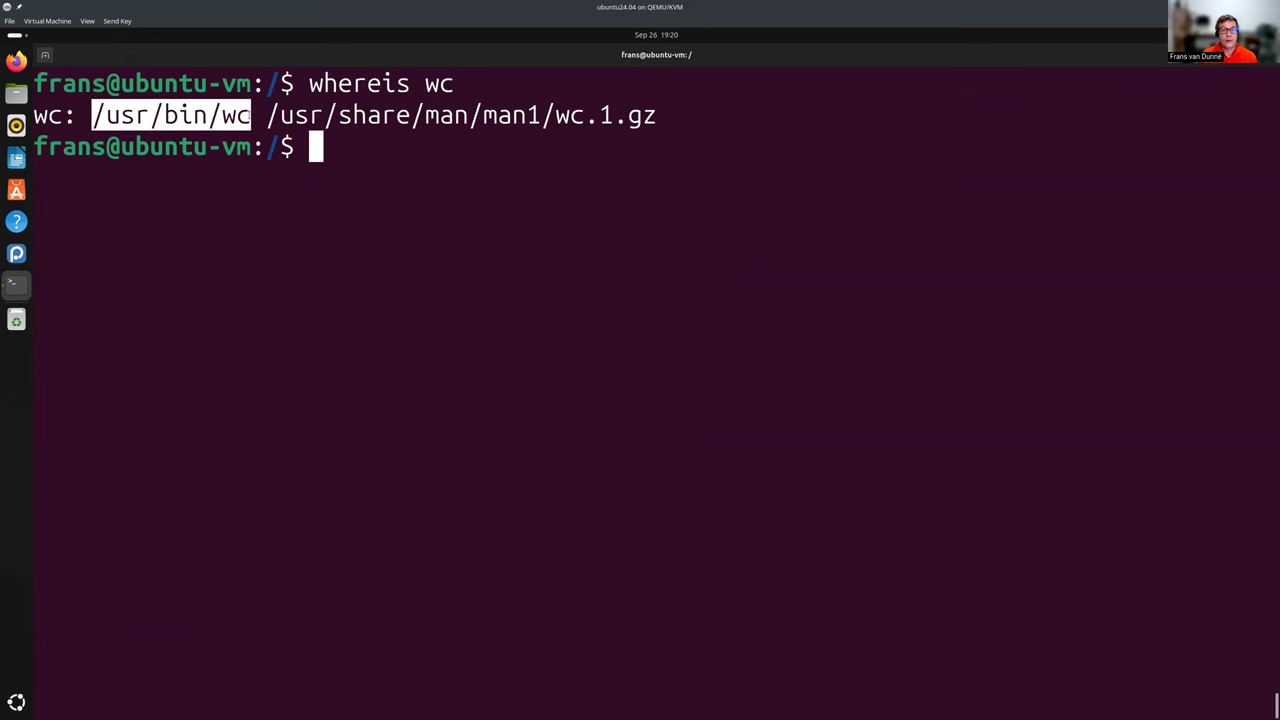 ubuntu24.04 on QEMU/KVM
File Virtual Machine View Send Key
Sep 26 19:20
frans@ubuntu-vm: /
Frans van Dunné
frans@ubuntu-vm:/$ whereis wc
wc: /usr/bin/wc /usr/share/man/man1/wc.1.gz
frans@ubuntu-vm:/$